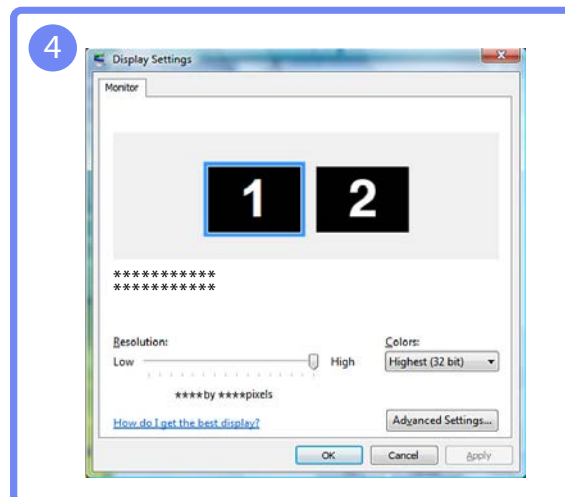 4
Display Settings
Monitor
1 2
***********
***********
Resolution:
Colors:
Low High
Highest (32 bit)
**** by ****pixels
How do I get the best display?
Advanced Settings...
OK Cancel Apply